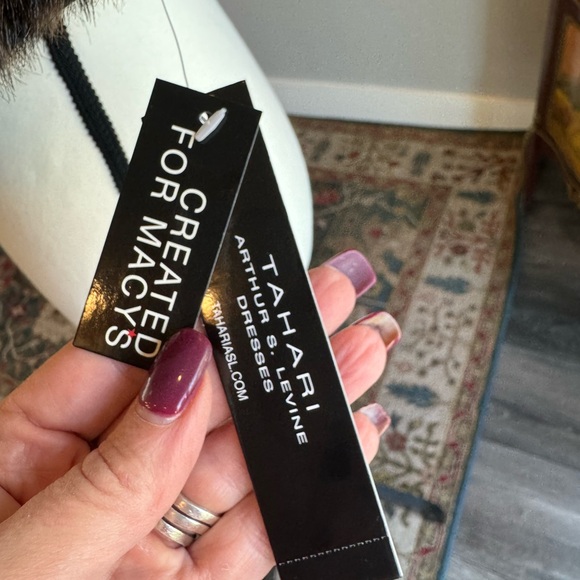 CREATED
FOR MACYS
TAHARI
ARTHUR S. LEVINE
DRESSES
TAHARIASL.COM